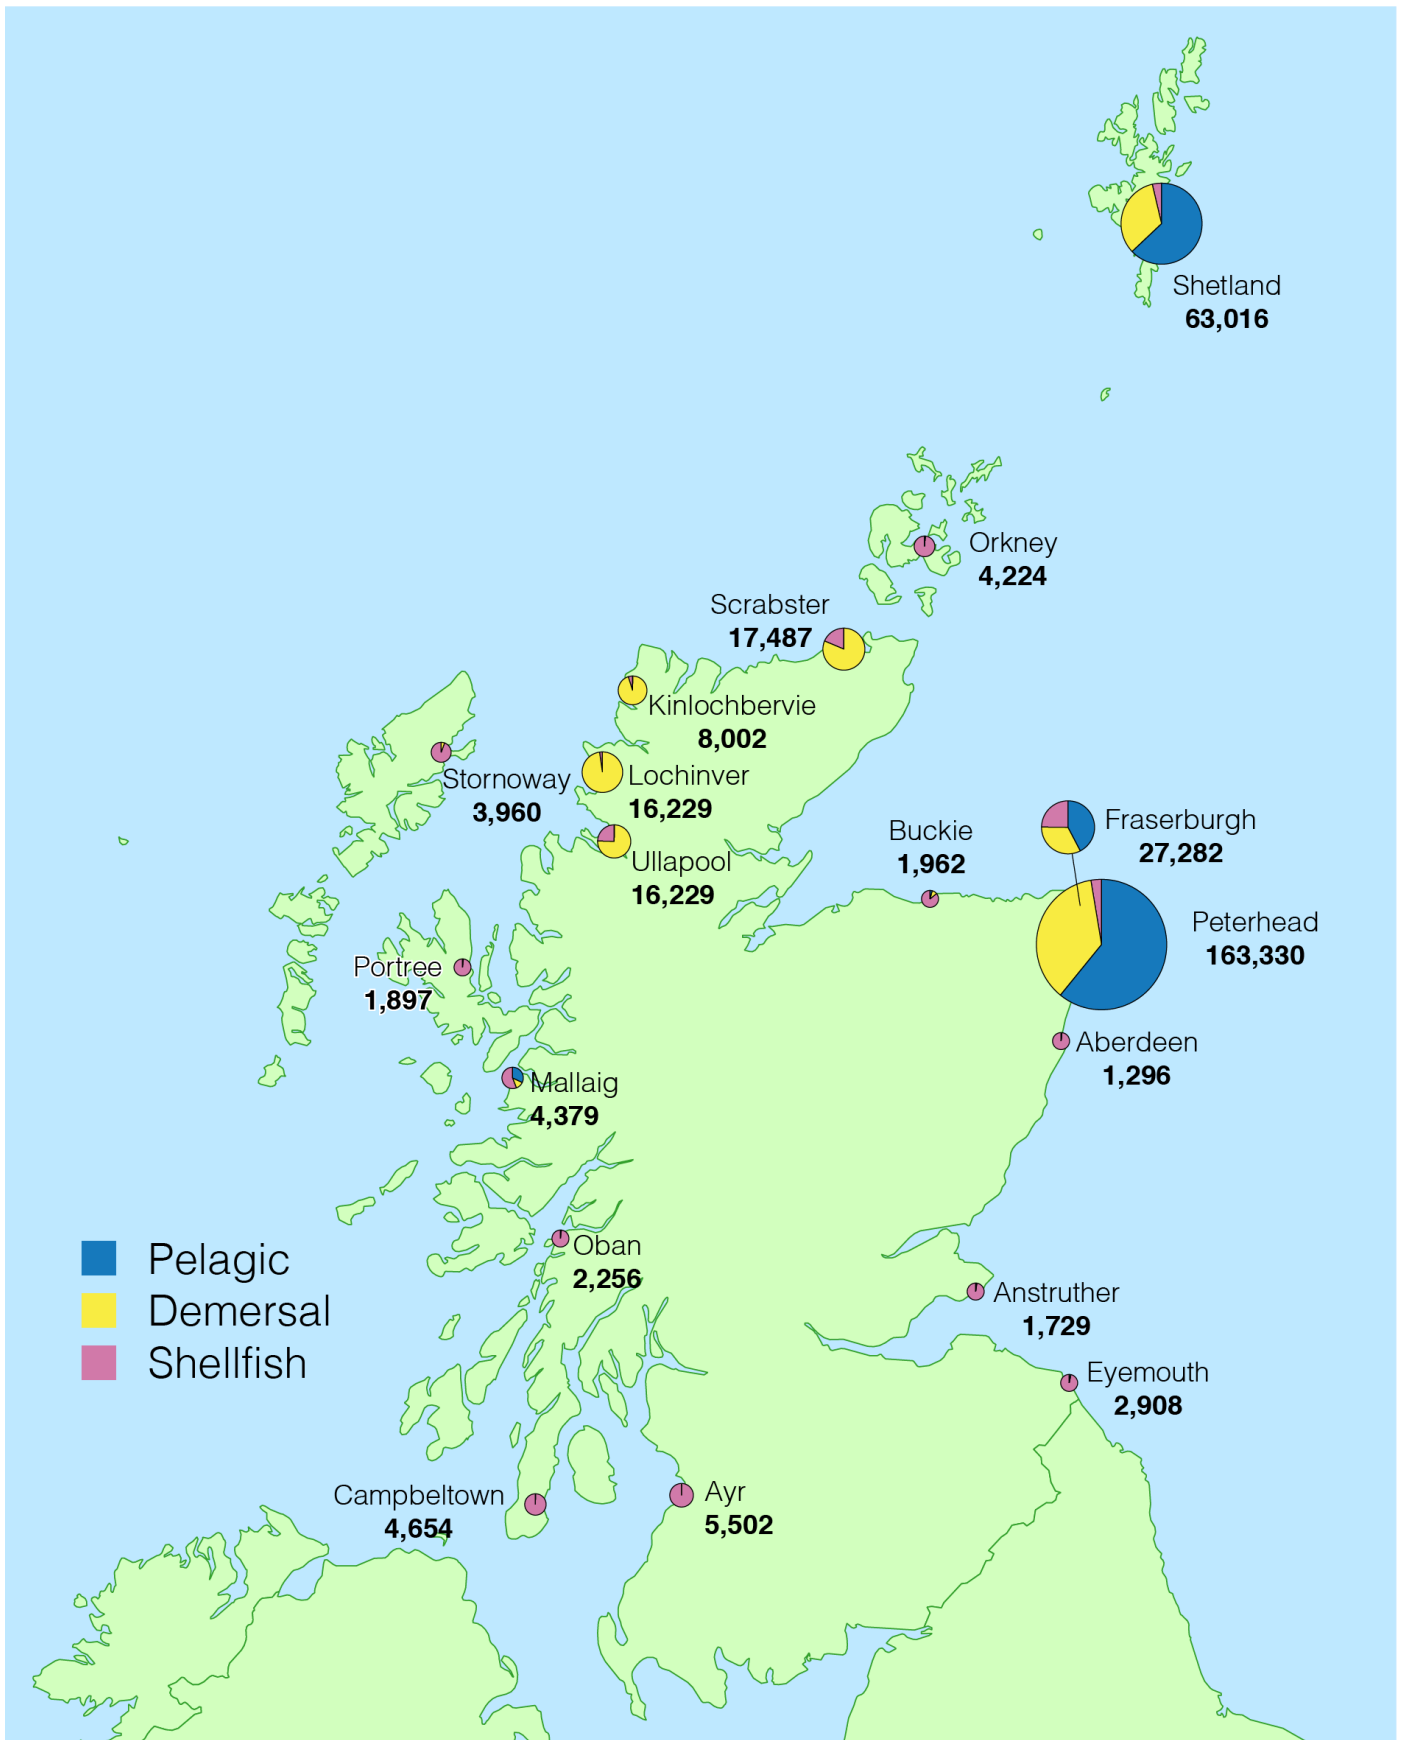 Shetland
63,016
Orkney
4,224
Scrabster
17,487
Kinlochbervie
8,002
Stornoway
3,960
Lochinver
16,229
Ullapool
16,229
Buckie
1,962
Fraserburgh
27,282
Peterhead
163,330
Portree
1,897
Aberdeen
1,296
Mallaig
4,379
Oban
2,256
Pelagic
Demersal
Shellfish
Anstruther
1,729
Eyemouth
2,908
Campbeltown
4,654
Ayr
5,502